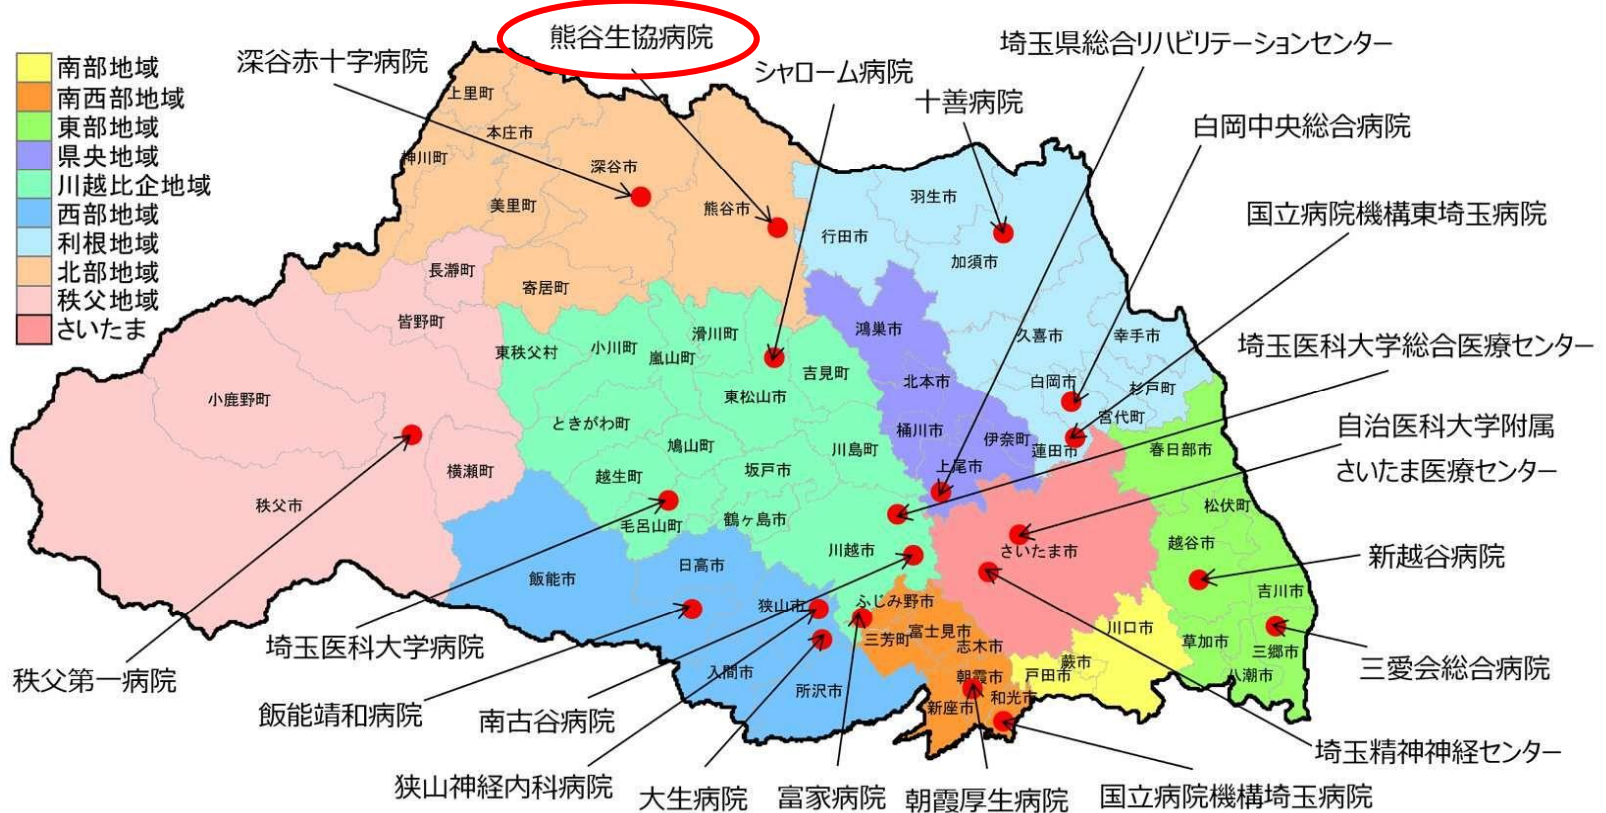 熊谷生協病院
深谷赤十字病院
シャローム病院
埼玉県総合リハビリテーションセンター
十善病院
白岡中央総合病院
国立病院機構東埼玉病院
埼玉医科大学総合医療センター
自治医科大学附属
さいたま医療センター
新越谷病院
三愛会総合病院
埼玉精神神経センター
国立病院機構埼玉病院
朝霞厚生病院
富家病院
大生病院
狭山神経内科病院
南古谷病院
飯能靖和病院
埼玉医科大学病院
秩父第一病院
南部地域
南西部地域
東部地域
県央地域
川越比企地域
西部地域
利根地域
北部地域
秩父地域
さいたま
上里町
本庄市
神川町
深谷市
美里町
熊谷市
寄居町
長瀞町
皆野町
小鹿野町
秩父市
横瀬町
東秩父村
小川町
嵐山町
滑川町
吉見町
東松山市
ときがわ町
鳩山町
川島町
坂戸市
越生町
毛呂山町
鶴ヶ島市
川越市
ふじみ野市
飯能市
日高市
狭山市
入間市
所沢市
三芳町
富士見市
志木市
朝霞市
新座市
和光市
羽生市
行田市
加須市
久喜市
幸手市
白岡市
杉戸町
宮代町
蓮田市
鴻巣市
北本市
桶川市
伊奈町
上尾市
さいたま市
春日部市
松伏町
越谷市
吉川市
草加市
三郷市
八潮市
川口市
蕨市
戸田市